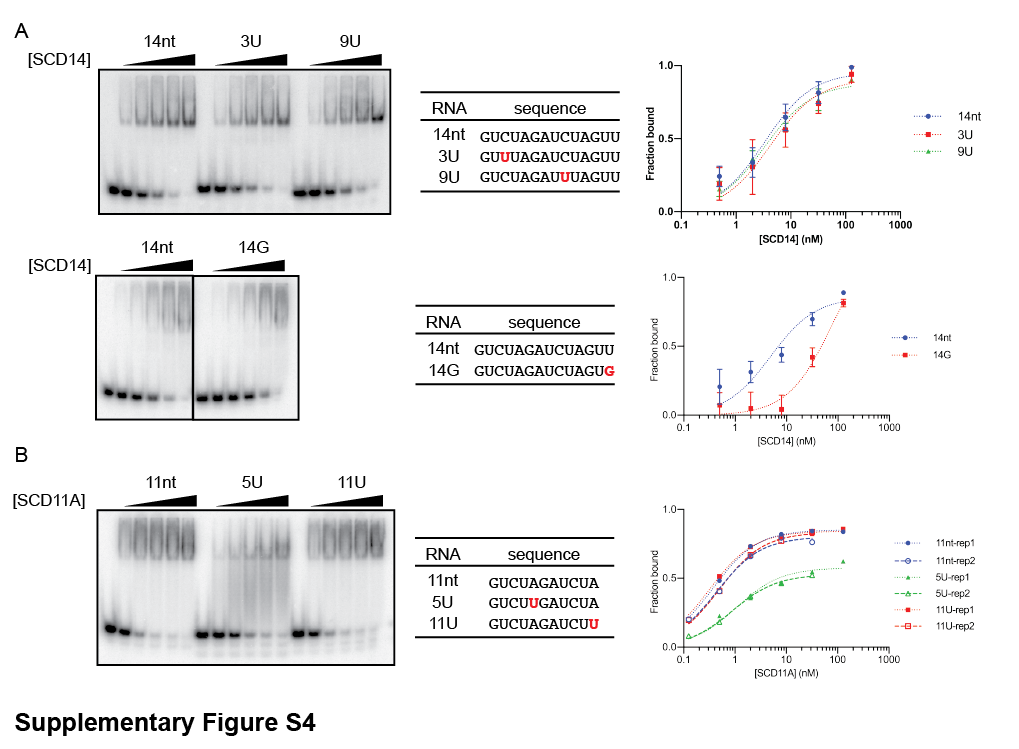 A
14nt 3U 9U
[SCD14]
RNA sequence
14nt GUCUAGAUCUAGUU
3U GUUUAGAUCUAGUU
9U GUCUAGAUUUAGUU
1.0
0.5
0.0
Fraction bound
0.1 1 10 100 1000
[SCD14] (nM)
14nt
3U
9U
14nt 14G
[SCD14]
RNA sequence
14nt GUCUAGAUCUAGUU
14G GUCUAGAUCUAGUG
1.0
0.5
0.0
Fraction bound
0.1 1 10 100 1000
[SCD14] (nM)
14nt
14G
B
11nt 5U 11U
[SCD11A]
RNA sequence
11nt GUCUAGAUCUA
5U GUCUUGAUCUA
11U GUCUAGAUCUU
1.0
0.5
0.0
Fraction bound
0.1 1 10 100 1000
[SCD11A] (nM)
11nt-rep1
11nt-rep2
5U-rep1
5U-rep2
11U-rep1
11U-rep2
Supplementary Figure S4